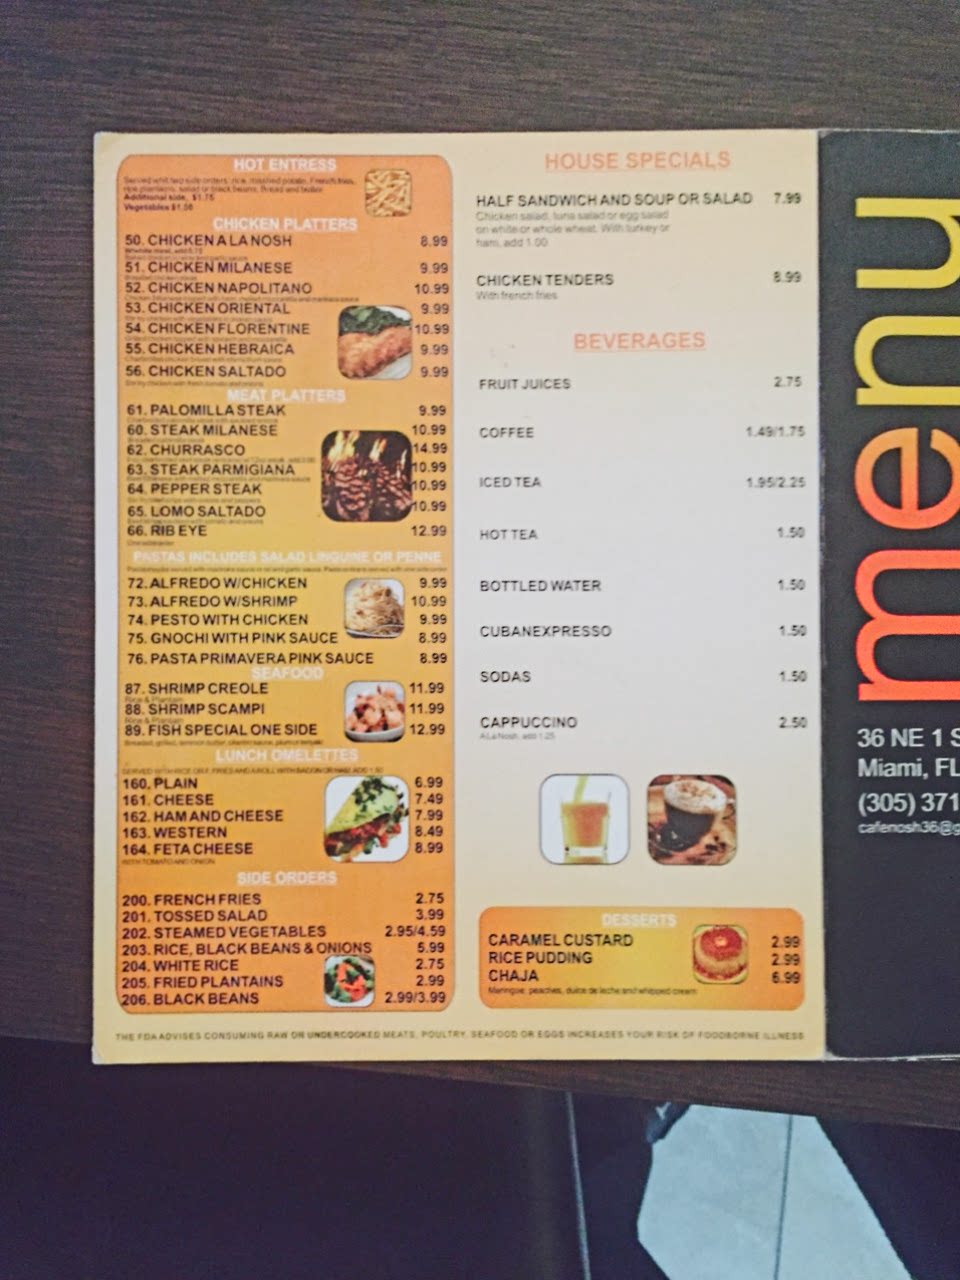 HOT ENTRESS
Served whit two side orders: rice, mashed potato, French fries,
rice plantains, salad or black beans. Bread and butter
Additional side, $1.75
Vegetables $1.50
CHICKEN PLATTERS
50. CHICKEN A LA NOSH 8.99
51. CHICKEN MILANESE 9.99
52. CHICKEN NAPOLITANO 10.99
53. CHICKEN ORIENTAL 9.99
54. CHICKEN FLORENTINE 10.99
55. CHICKEN HEBRAICA 9.99
56. CHICKEN SALTADO 9.99
MEAT PLATTERS
61. PALOMILLA STEAK 9.99
60. STEAK MILANESE 10.99
62. CHURRASCO 14.99
63. STEAK PARMIGIANA 10.99
64. PEPPER STEAK 10.99
65. LOMO SALTADO 10.99
66. RIB EYE 12.99
PASTAS INCLUDES SALAD LINGUINE OR PENNE
72. ALFREDO W/CHICKEN 9.99
73. ALFREDO W/SHRIMP 10.99
74. PESTO WITH CHICKEN 9.99
75. GNOCHI WITH PINK SAUCE 8.99
76. PASTA PRIMAVERA PINK SAUCE 8.99
SEAFOOD
87. SHRIMP CREOLE 11.99
Rice & Plantain
88. SHRIMP SCAMPI 11.99
Rice & Plantain
89. FISH SPECIAL ONE SIDE 12.99
LUNCH OMELETTES
160. PLAIN 6.99
161. CHEESE 7.49
162. HAM AND CHEESE 7.99
163. WESTERN 8.49
164. FETA CHEESE 8.99
WITH TOMATO AND ONION
SIDE ORDERS
200. FRENCH FRIES 2.75
201. TOSSED SALAD 3.99
202. STEAMED VEGETABLES 2.95/4.59
203. RICE, BLACK BEANS & ONIONS 5.99
204. WHITE RICE 2.75
205. FRIED PLANTAINS 2.99
206. BLACK BEANS 2.99/3.99
HOUSE SPECIALS
HALF SANDWICH AND SOUP OR SALAD 7.99
Chicken salad, tuna salad or egg salad
on white or whole wheat. With turkey or
ham, add 1.00
CHICKEN TENDERS 8.99
With french fries
BEVERAGES
FRUIT JUICES 2.75
COFFEE 1.49/1.75
ICED TEA 1.95/2.25
HOT TEA 1.50
BOTTLED WATER 1.50
CUBANEXPRESSO 1.50
SODAS 1.50
CAPPUCCINO 2.50
A La Nosh, add 1.25
DESSERTS
CARAMEL CUSTARD 2.99
RICE PUDDING 2.99
CHAJA 6.99
Meringue, peaches, dulce de leche and whipped cream
THE FDA ADVISES CONSUMING RAW OR UNDERCOOKED MEATS, POULTRY, SEAFOOD OR EGGS INCREASES YOUR RISK OF FOODBORNE ILLNESS
menu
36 NE 1 S
Miami, FL
(305) 371
cafenosh36@g